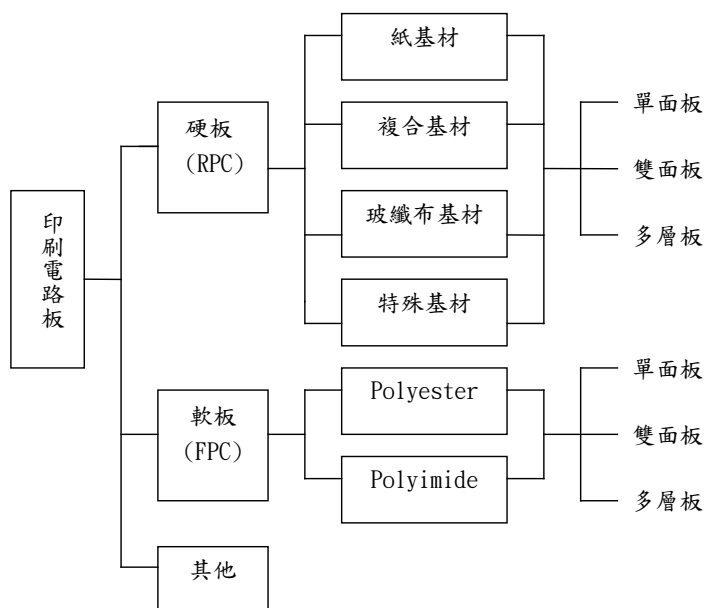 印刷電路板
硬板
(RPC)
紙基材
複合基材
玻纖布基材
特殊基材
單面板
雙面板
多層板
軟板
(FPC)
Polyester
Polyimide
單面板
雙面板
多層板
其他